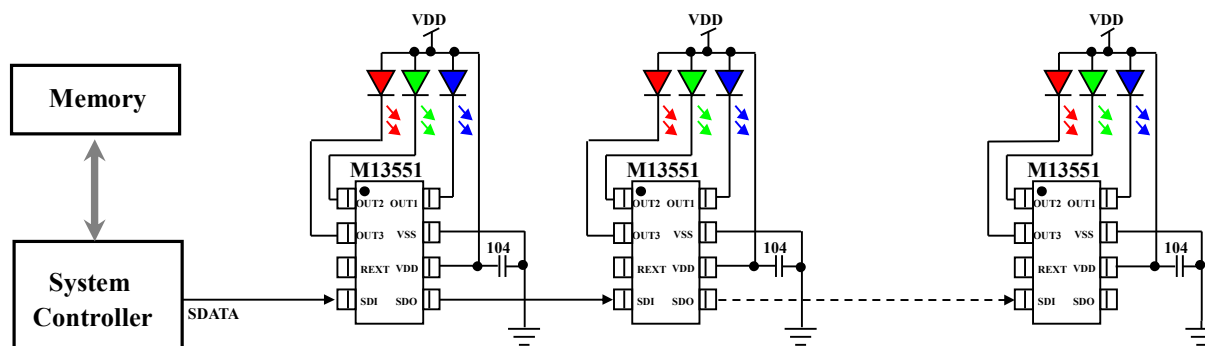 VDD
VDD
VDD
Memory
M13551
M13551
M13551
OUT2 OUT1
OUT3 VSS
REXT VDD
SDI SDO
104
OUT2 OUT1
OUT3 VSS
REXT VDD
SDI SDO
104
OUT2 OUT1
OUT3 VSS
REXT VDD
SDI SDO
104
System
Controller
SDATA